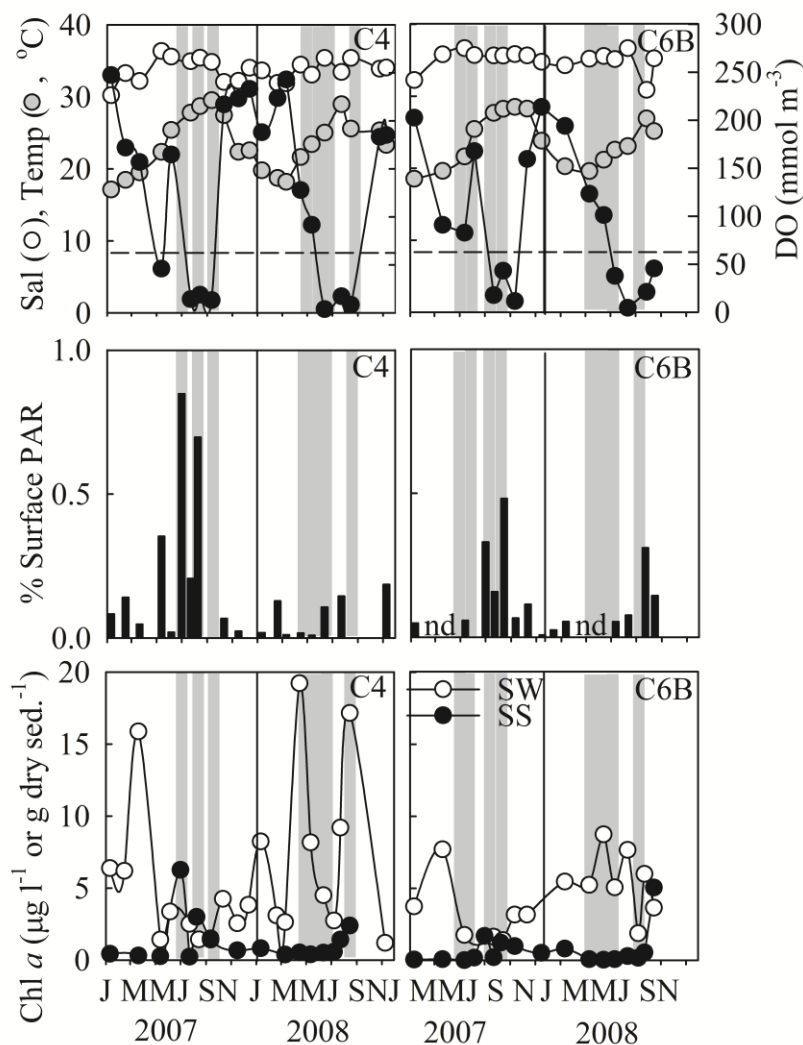 C4
C6B
40
30
20
10
0
300
250
200
150
100
50
0
Sal (○), Temp (●, °C)
DO (mmol m⁻³)
C4
C6B
1.0
0.5
0.0
% Surface PAR
nd
nd
C4
C6B
SW
SS
20
15
10
5
0
Chl a (µg l⁻¹ or g dry sed.⁻¹)
J MMJ SN J MMJ SNJ
MMJ S N J MMJ SN
2007 2008 2007 2008